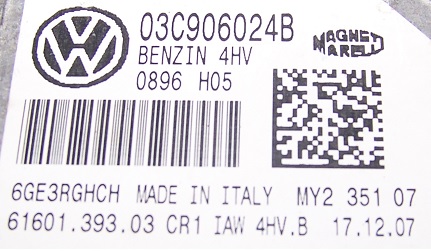 03C906024B
BENZIN 4HV
0896 H05
MAGNETI
MARELLI
6GE3RGHCH MADE IN ITALY MY2 351 07
61601.393.03 CR1 IAW 4HV.B 17.12.07